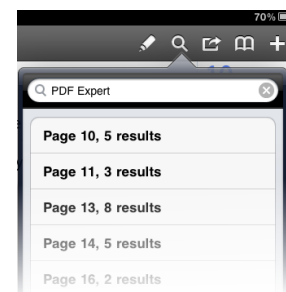 70%
PDF Expert
Page 10, 5 results
Page 11, 3 results
Page 13, 8 results
Page 14, 5 results
Page 16, 2 results